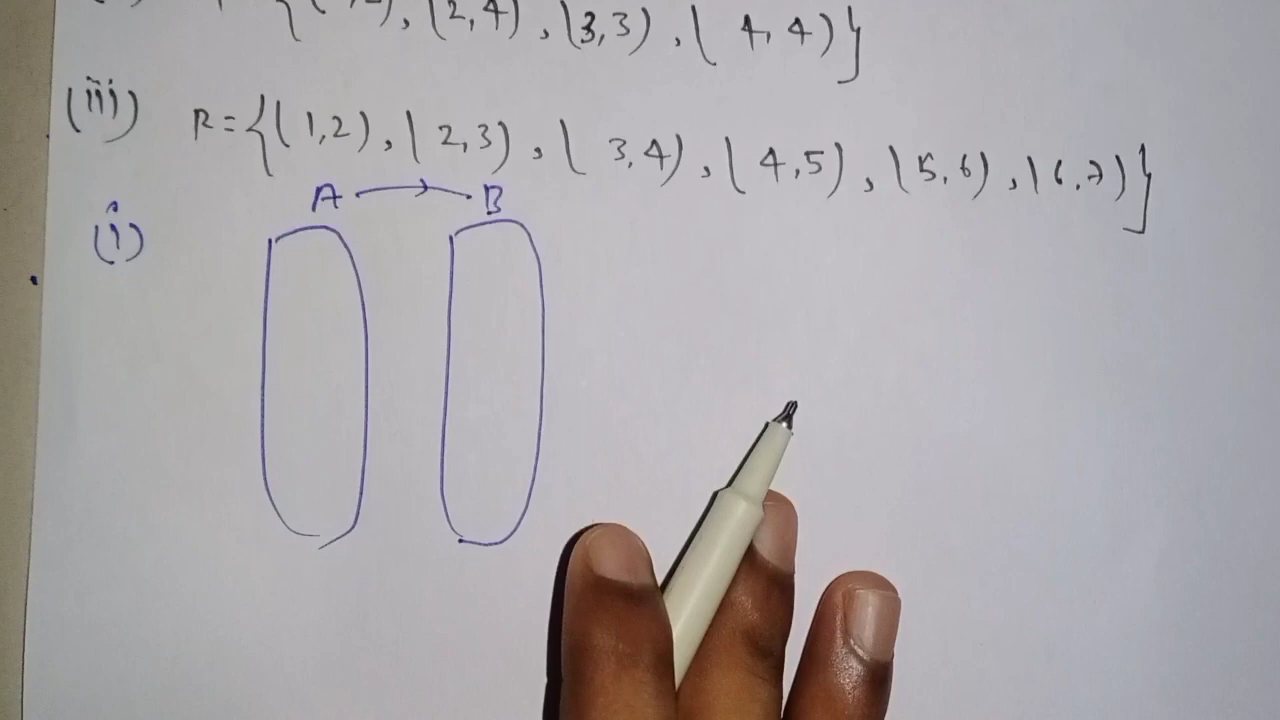 {( ,2), (2,4), (3,3), (4,4)}
(iii) R = {(1,2), (2,3), (3,4), (4,5), (5,6), (6,7)}
A → B
(i)